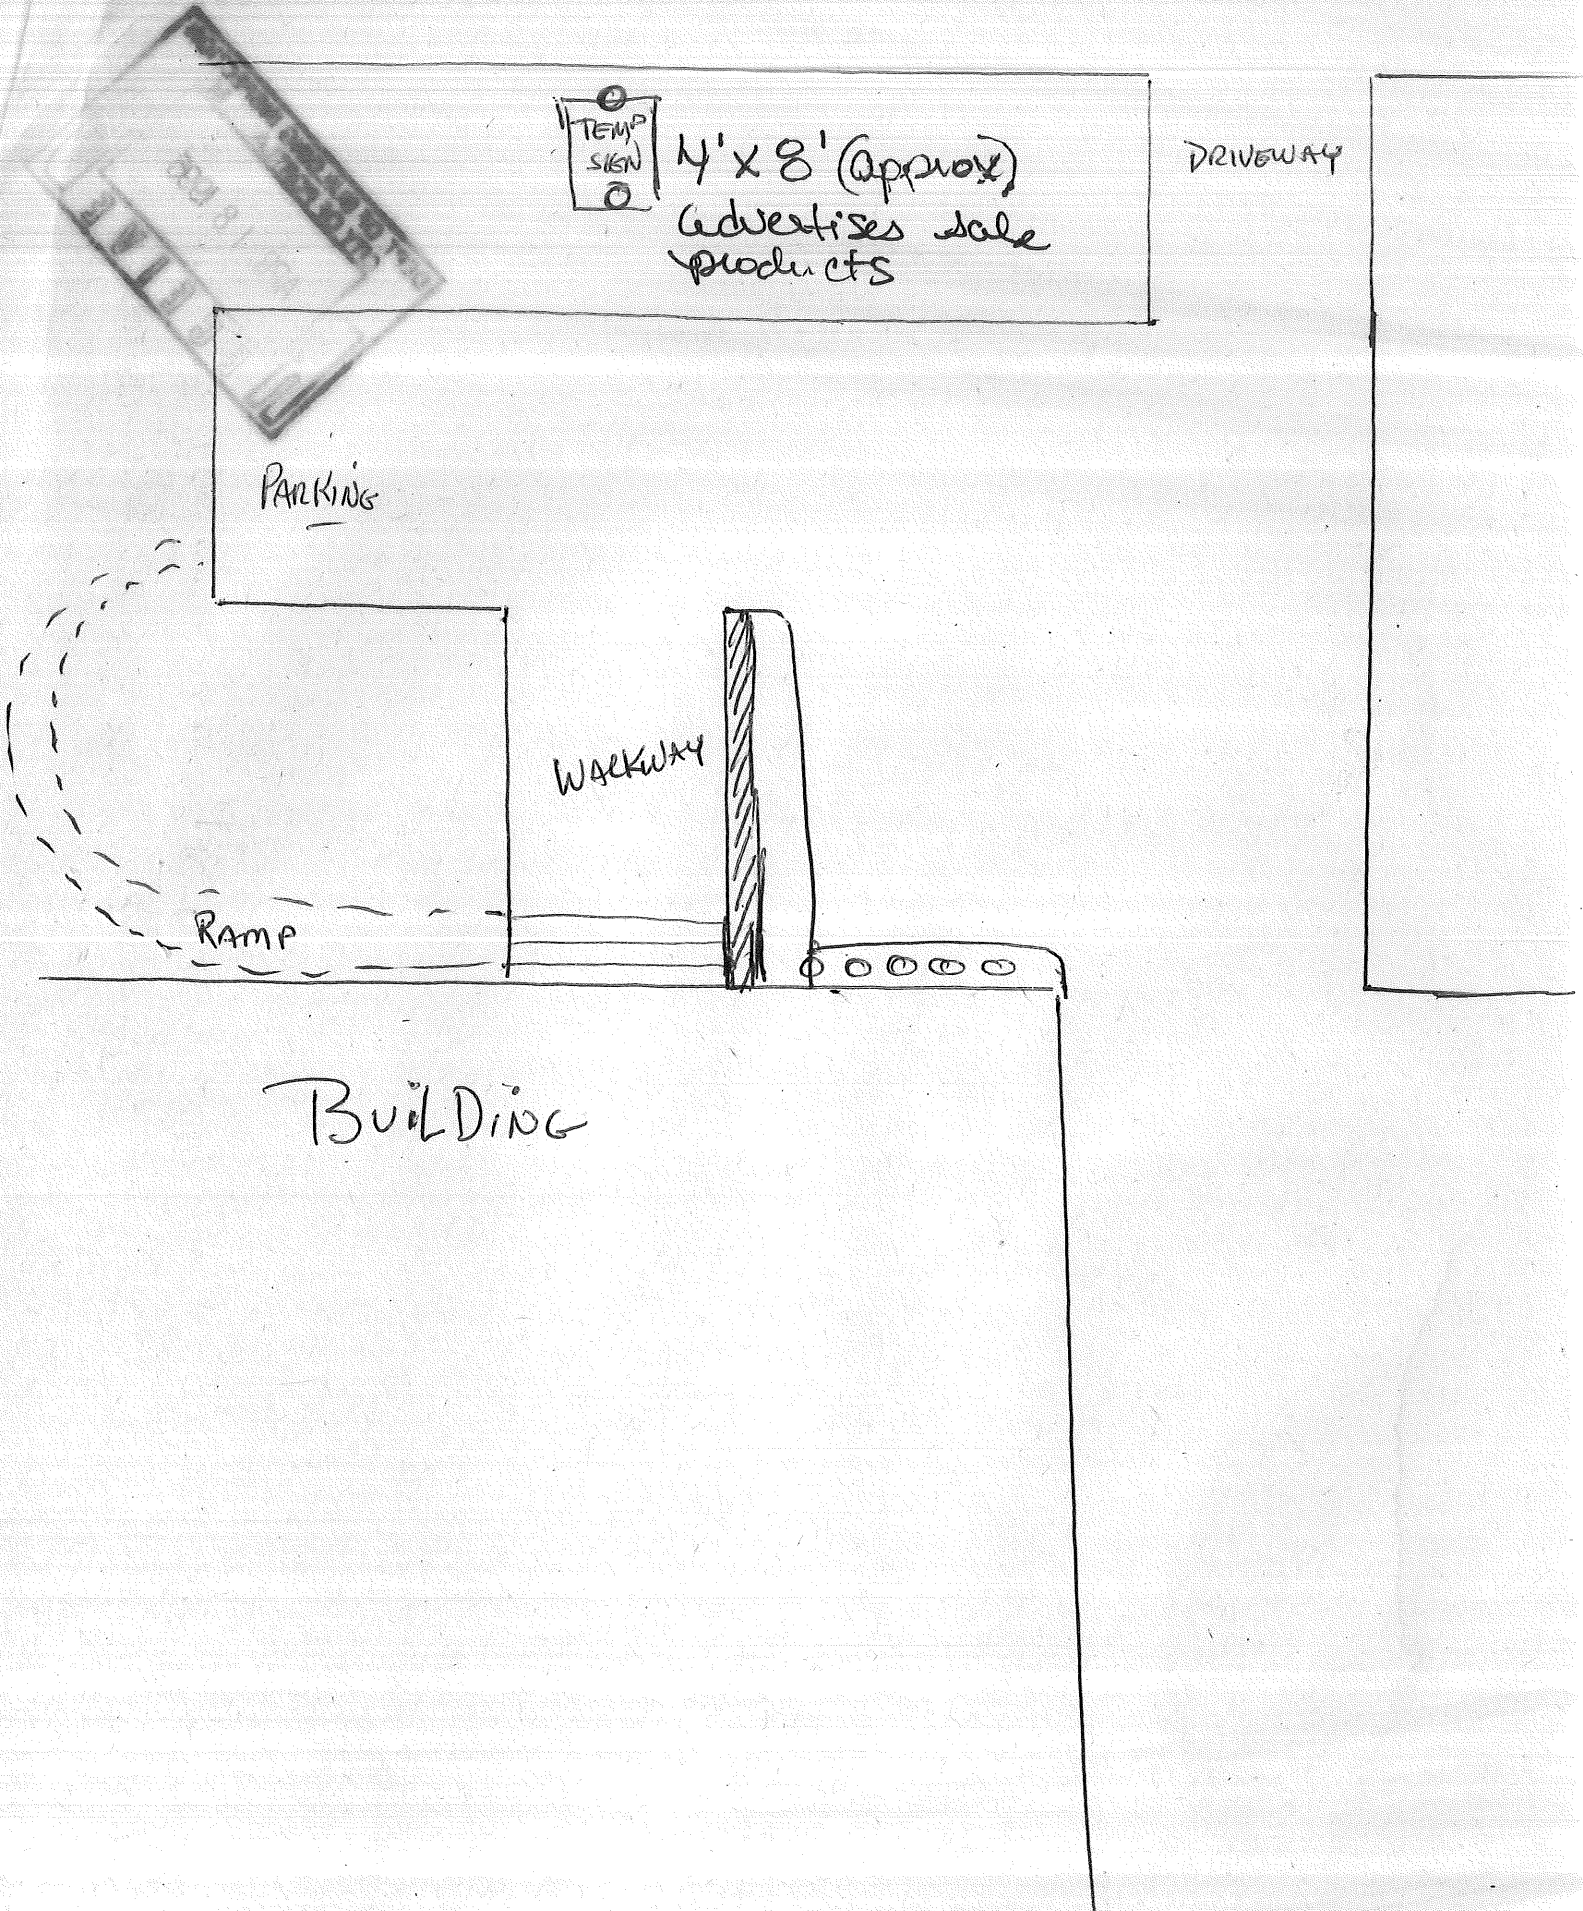 TEMP
SIGN
4' x 8' (approx)
advertises sale
products
DRIVEWAY
PARKING
WALKWAY
RAMP
BUILDING